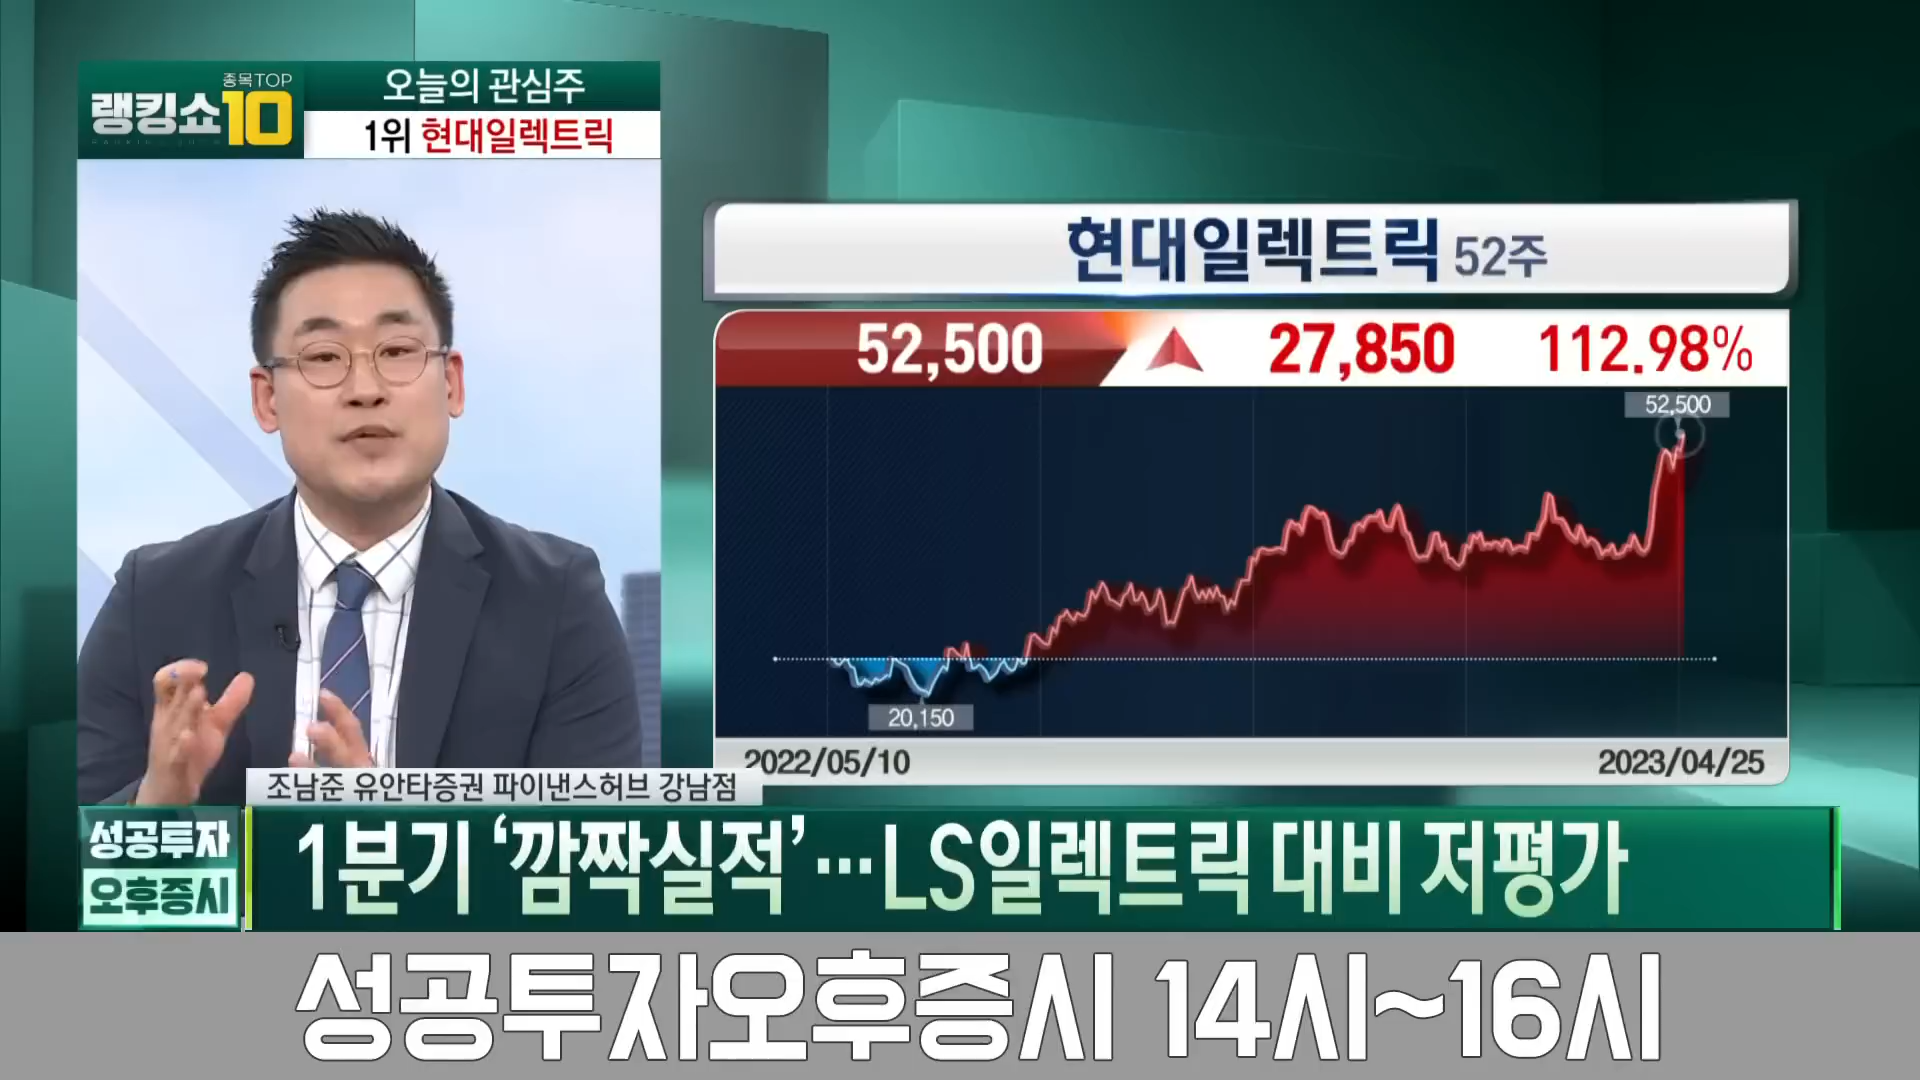 종목TOP
랭킹쇼10
오늘의 관심주
1위 현대일렉트릭
현대일렉트릭 52주
52,500 ▲ 27,850 112.98%
52,500
20,150
2022/05/10 2023/04/25
조남준 유안타증권 파이낸스허브 강남점
성공투자
오후증시
1분기 ‘깜짝실적’…LS일렉트릭 대비 저평가
성공투자오후증시 14시~16시